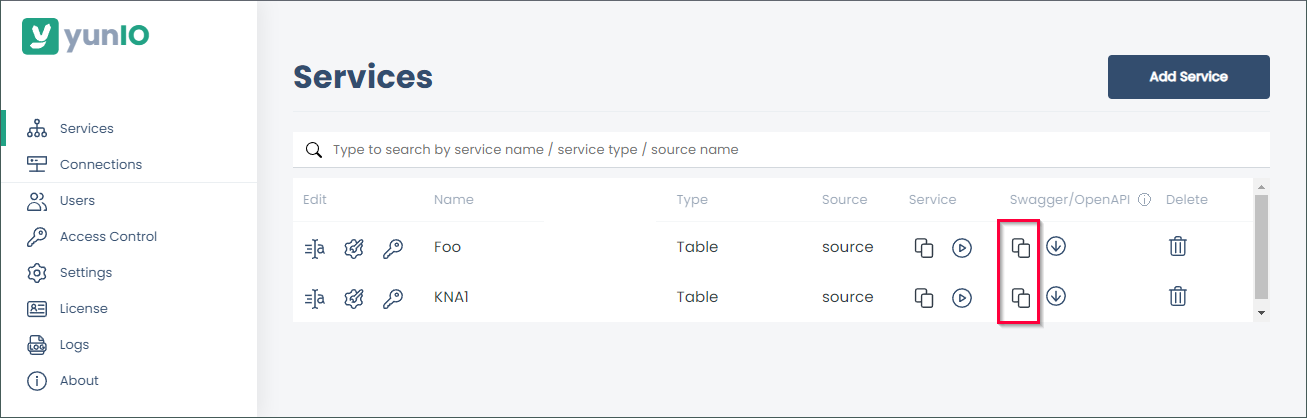 yunIO
Services
Connections
Users
Access Control
Settings
License
Logs
About
Services
Add Service
Type to search by service name / service type / source name
Edit Name Type Source Service Swagger/OpenAPI Delete
Foo Table source
KNA1 Table source